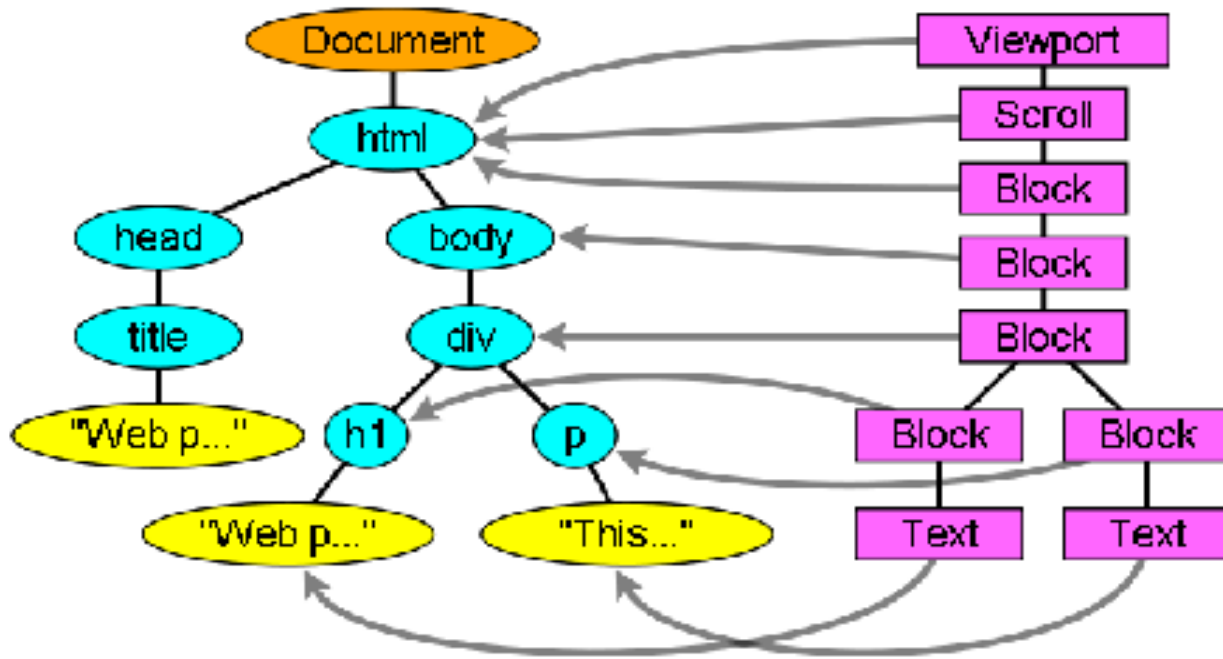 Document
Viewport
html
Scroll
Block
head
body
Block
title
div
Block
"Web p..."
h1
p
Block
Block
"Web p..."
"This..."
Text
Text